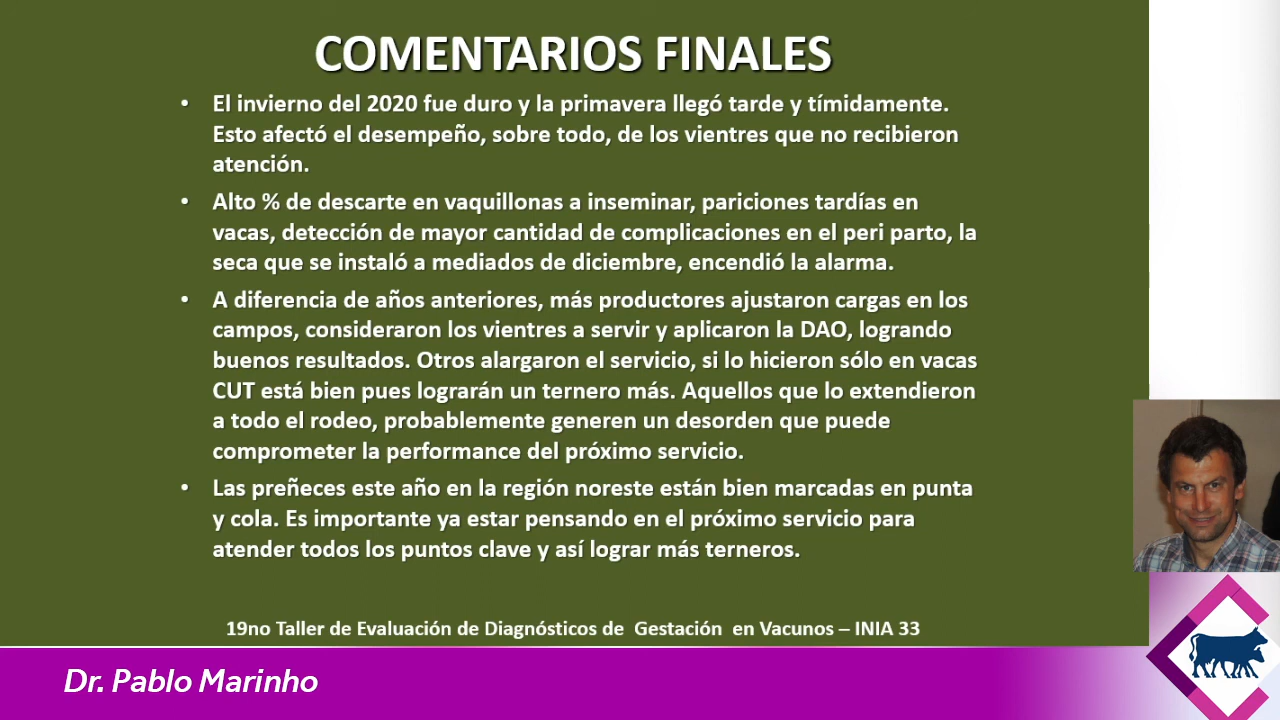 COMENTARIOS FINALES
• El invierno del 2020 fue duro y la primavera llegó tarde y tímidamente.
Esto afectó el desempeño, sobre todo, de los vientres que no recibieron
atención.
• Alto % de descarte en vaquillonas a inseminar, pariciones tardías en
vacas, detección de mayor cantidad de complicaciones en el peri parto, la
seca que se instaló a mediados de diciembre, encendió la alarma.
• A diferencia de años anteriores, más productores ajustaron cargas en los
campos, consideraron los vientres a servir y aplicaron la DAO, logrando
buenos resultados. Otros alargaron el servicio, si lo hicieron sólo en vacas
CUT está bien pues lograrán un ternero más. Aquellos que lo extendieron
a todo el rodeo, probablemente generen un desorden que puede
comprometer la performance del próximo servicio.
• Las preñeces este año en la región noreste están bien marcadas en punta
y cola. Es importante ya estar pensando en el próximo servicio para
atender todos los puntos clave y así lograr más terneros.
19no Taller de Evaluación de Diagnósticos de Gestación en Vacunos – INIA 33
Dr. Pablo Marinho